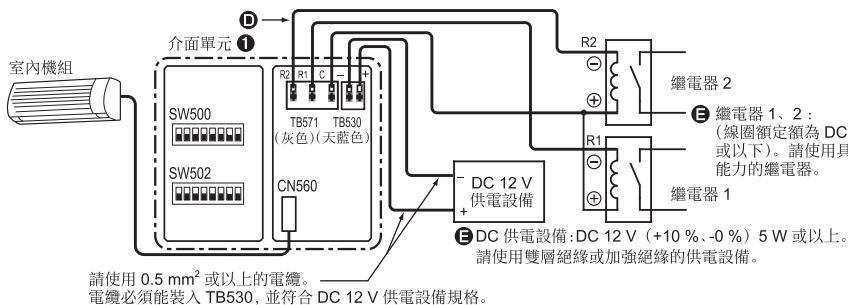 D
介面單元 1
室內機組
R2 R1 C − +
SW500
TB571
(灰色)
TB530
(天藍色)
SW502
CN560
− DC 12 V
+ 供電設備
R2
⊖
⊕
繼電器 2
R1
⊖
⊕
繼電器 1
E 繼電器 1、2：
(線圈額定額為 DC
或以下)。請使用具
能力的繼電器。
E DC 供電設備：DC 12 V（+10 %、-0 %）5 W 或以上。
請使用雙層絕緣或加強絕緣的供電設備。
請使用 0.5 mm² 或以上的電纜。
電纜必須能裝入 TB530，並符合 DC 12 V 供電設備規格。